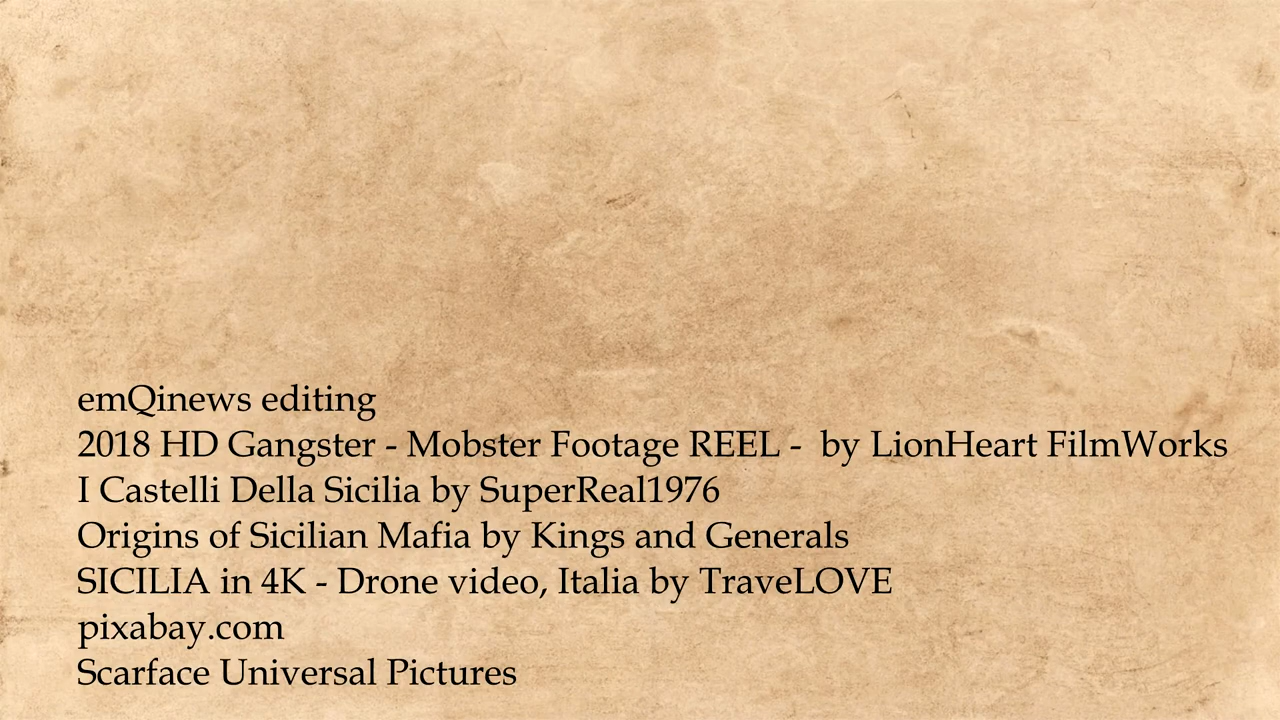 emQinews editing
2018 HD Gangster - Mobster Footage REEL -  by LionHeart FilmWorks
I Castelli Della Sicilia by SuperReal1976
Origins of Sicilian Mafia by Kings and Generals
SICILIA in 4K - Drone video, Italia by TraveLOVE
pixabay.com
Scarface Universal Pictures